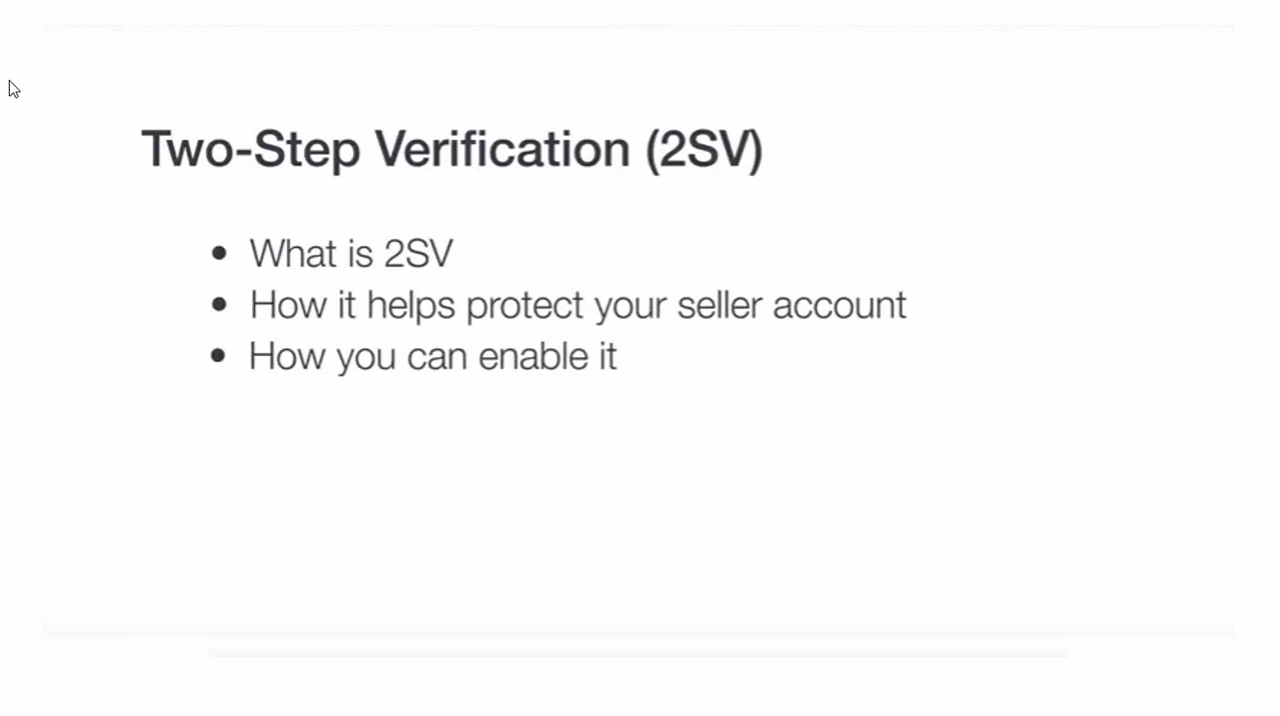 Two-Step Verification (2SV)
• What is 2SV
• How it helps protect your seller account
• How you can enable it